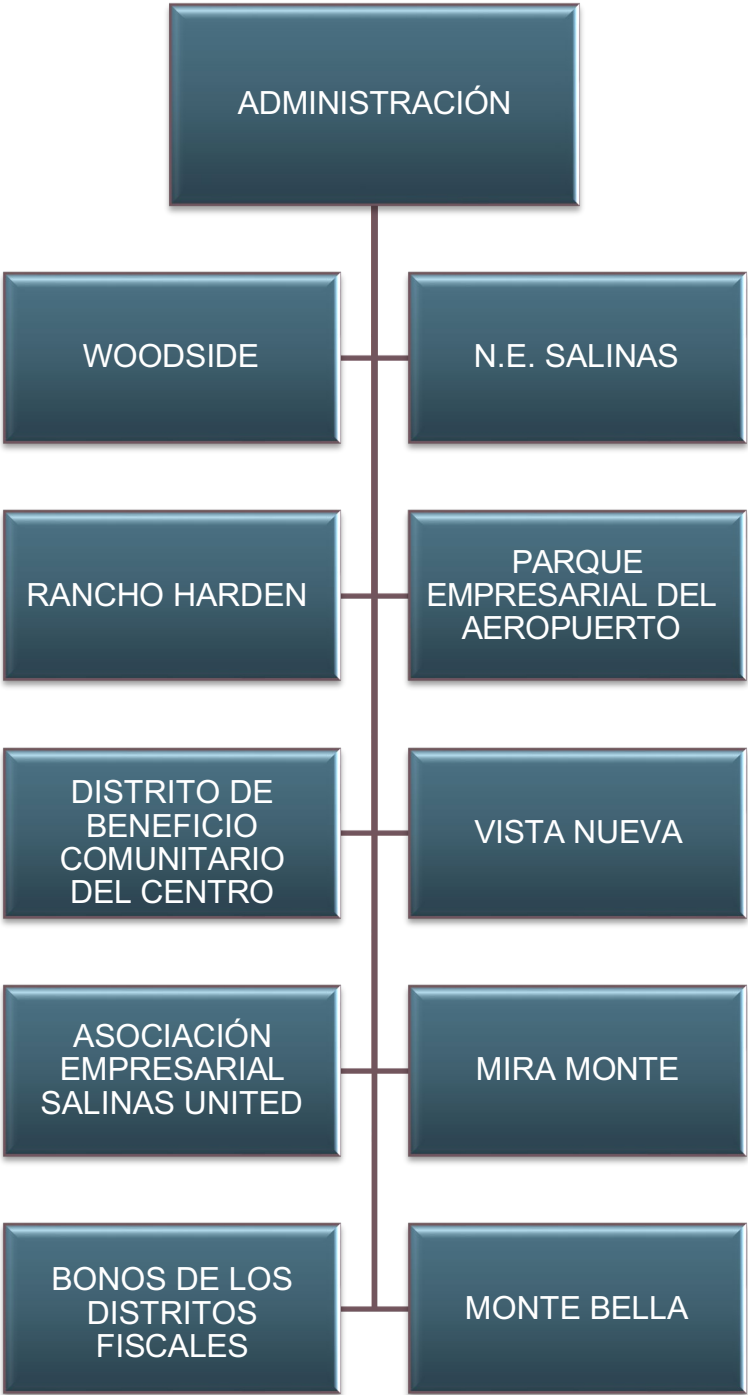 ADMINISTRACIÓN
WOODSIDE
N.E. SALINAS
RANCHO HARDEN
PARQUE
EMPRESARIAL DEL
AEROPUERTO
DISTRITO DE
BENEFICIO
COMUNITARIO
DEL CENTRO
VISTA NUEVA
ASOCIACIÓN
EMPRESARIAL
SALINAS UNITED
MIRA MONTE
BONOS DE LOS
DISTRITOS
FISCALES
MONTE BELLA